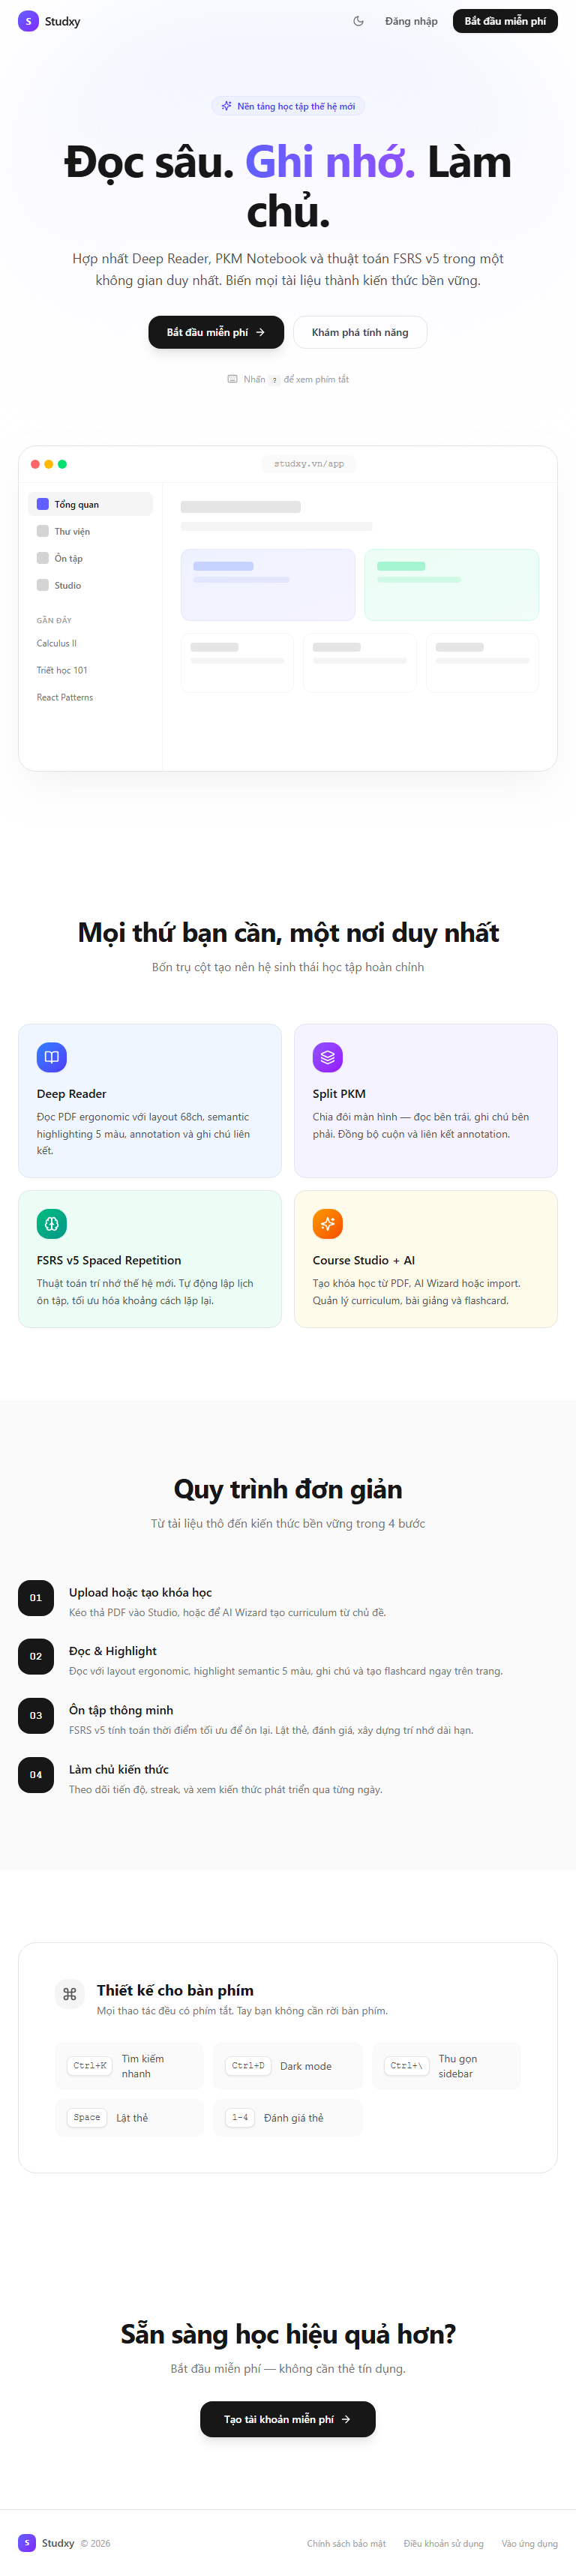 S Studxy
Đăng nhập
Bắt đầu miễn phí
Nền tảng học tập thế hệ mới
Đọc sâu. Ghi nhớ. Làm
chủ.
Hợp nhất Deep Reader, PKM Notebook và thuật toán FSRS v5 trong một
không gian duy nhất. Biến mọi tài liệu thành kiến thức bền vững.
Bắt đầu miễn phí
Khám phá tính năng
Nhấn ? để xem phím tắt
studxy.vn/app
Tổng quan
Thư viện
Ôn tập
Studio
GẦN ĐÂY
Calculus II
Triết học 101
React Patterns
Mọi thứ bạn cần, một nơi duy nhất
Bốn trụ cột tạo nên hệ sinh thái học tập hoàn chỉnh
Deep Reader
Đọc PDF ergonomic với layout 68ch, semantic
highlighting 5 màu, annotation và ghi chú liên
kết.
Split PKM
Chia đôi màn hình — đọc bên trái, ghi chú bên
phải. Đồng bộ cuộn và liên kết annotation.
FSRS v5 Spaced Repetition
Thuật toán trí nhớ thế hệ mới. Tự động lập lịch
ôn tập, tối ưu hóa khoảng cách lặp lại.
Course Studio + AI
Tạo khóa học từ PDF, AI Wizard hoặc import.
Quản lý curriculum, bài giảng và flashcard.
Quy trình đơn giản
Từ tài liệu thô đến kiến thức bền vững trong 4 bước
01
Upload hoặc tạo khóa học
Kéo thả PDF vào Studio, hoặc để AI Wizard tạo curriculum từ chủ đề.
02
Đọc & Highlight
Đọc với layout ergonomic, highlight semantic 5 màu, ghi chú và tạo flashcard ngay trên trang.
03
Ôn tập thông minh
FSRS v5 tính toán thời điểm tối ưu để ôn lại. Lật thẻ, đánh giá, xây dựng trí nhớ dài hạn.
04
Làm chủ kiến thức
Theo dõi tiến độ, streak, và xem kiến thức phát triển qua từng ngày.
Thiết kế cho bàn phím
Mọi thao tác đều có phím tắt. Tay bạn không cần rời bàn phím.
Ctrl+K Tìm kiếm
nhanh
Ctrl+D Dark mode
Ctrl+\ Thu gọn
sidebar
Space Lật thẻ
1-4 Đánh giá thẻ
Sẵn sàng học hiệu quả hơn?
Bắt đầu miễn phí — không cần thẻ tín dụng.
Tạo tài khoản miễn phí
S Studxy © 2026
Chính sách bảo mật
Điều khoản sử dụng
Vào ứng dụng